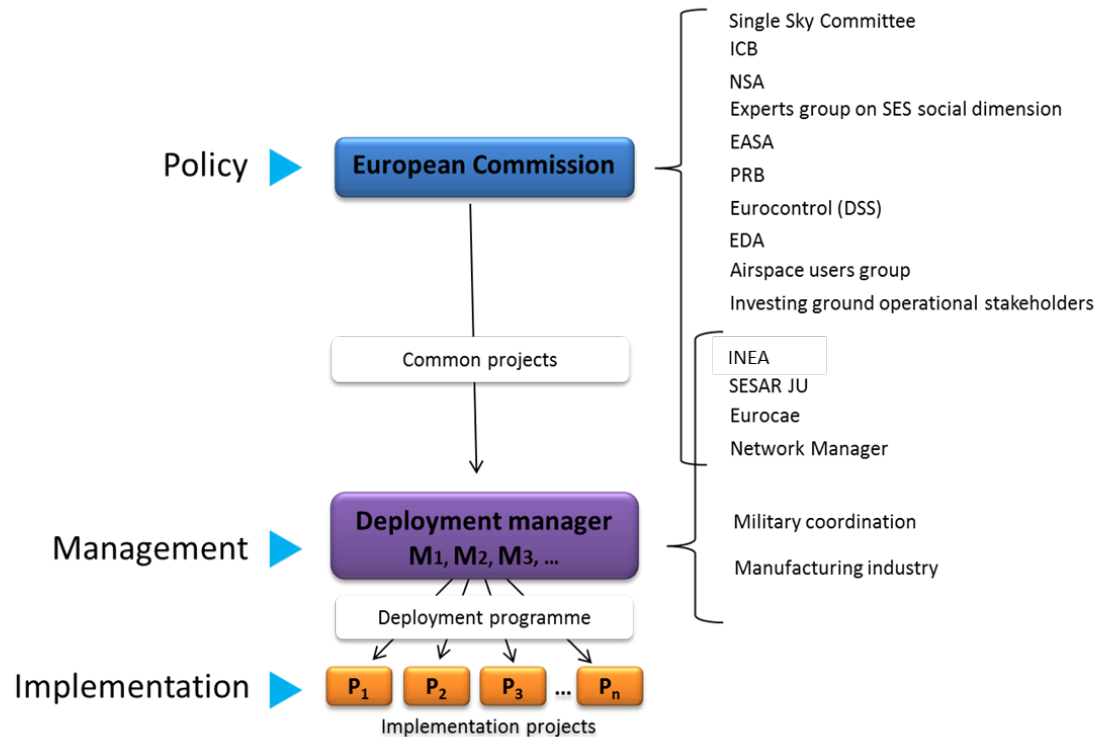 Single Sky Committee
ICB
NSA
Experts group on SES social dimension
EASA
PRB
Eurocontrol (DSS)
EDA
Airspace users group
Investing ground operational stakeholders
Policy
European Commission
Common projects
INEA
SESAR JU
Eurocae
Network Manager
Management
Deployment manager
M1, M2, M3, ...
Military coordination
Manufacturing industry
Deployment programme
Implementation
P1 P2 P3 ... Pn
Implementation projects